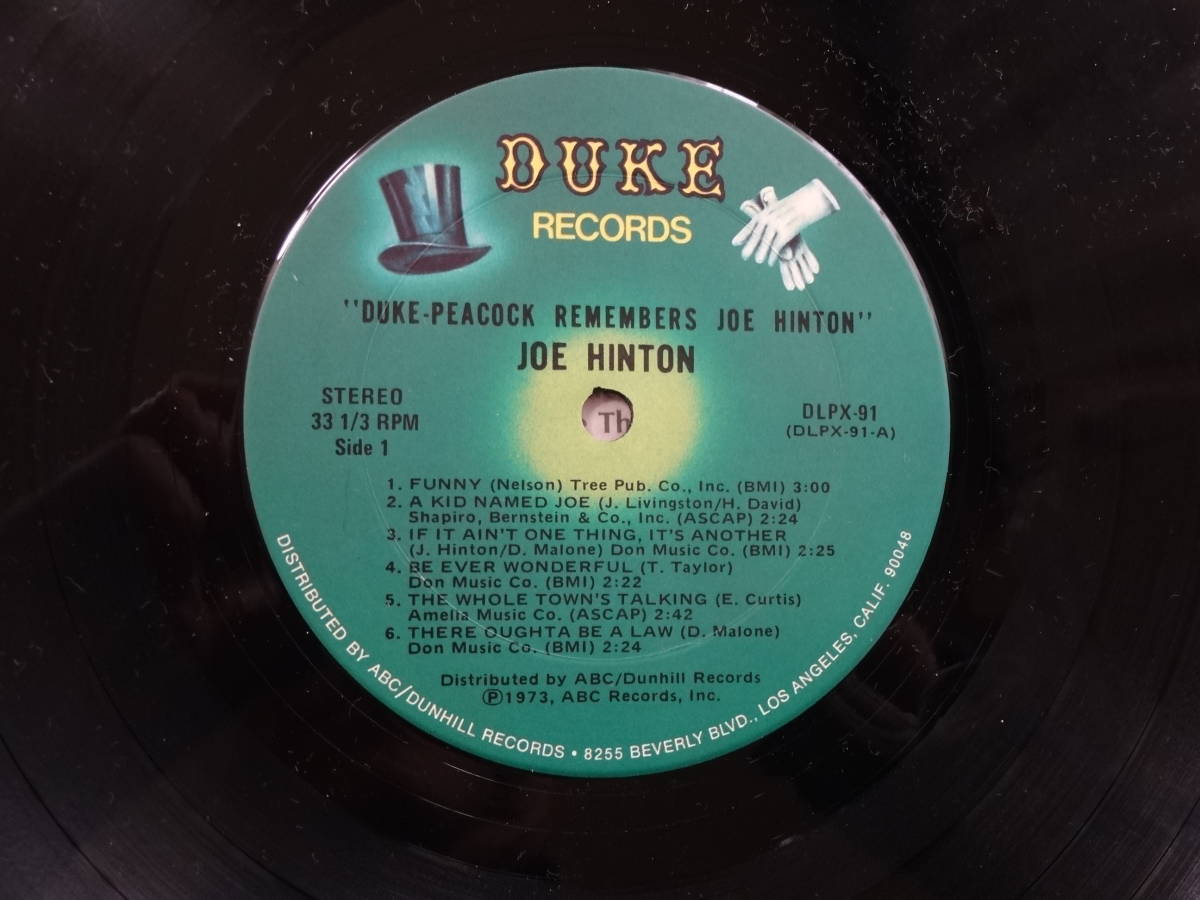 DUKE
RECORDS
"DUKE-PEACOCK REMEMBERS JOE HINTON"
JOE HINTON
STEREO
33 1/3 RPM
Side 1
DLPX-91
(DLPX-91-A)
Th
1. FUNNY (Nelson) Tree Pub. Co., Inc. (BMI) 3:00
2. A KID NAMED JOE (J. Livingston/H. David)
Shapiro, Bernstein & Co., Inc. (ASCAP) 2:24
3. IF IT AIN'T ONE THING, IT'S ANOTHER
(J. Hinton/D. Malone) Don Music Co. (BMI) 2:25
4. BE EVER WONDERFUL (T. Taylor)
Don Music Co. (BMI) 2:22
5. THE WHOLE TOWN'S TALKING (E. Curtis)
Amelia Music Co. (ASCAP) 2:42
6. THERE OUGHTA BE A LAW (D. Malone)
Don Music Co. (BMI) 2:24
Distributed by ABC/Dunhill Records
Ⓟ1973, ABC Records, Inc.
DISTRIBUTED BY ABC/DUNHILL RECORDS • 8255 BEVERLY BLVD., LOS ANGELES, CALIF. 90048